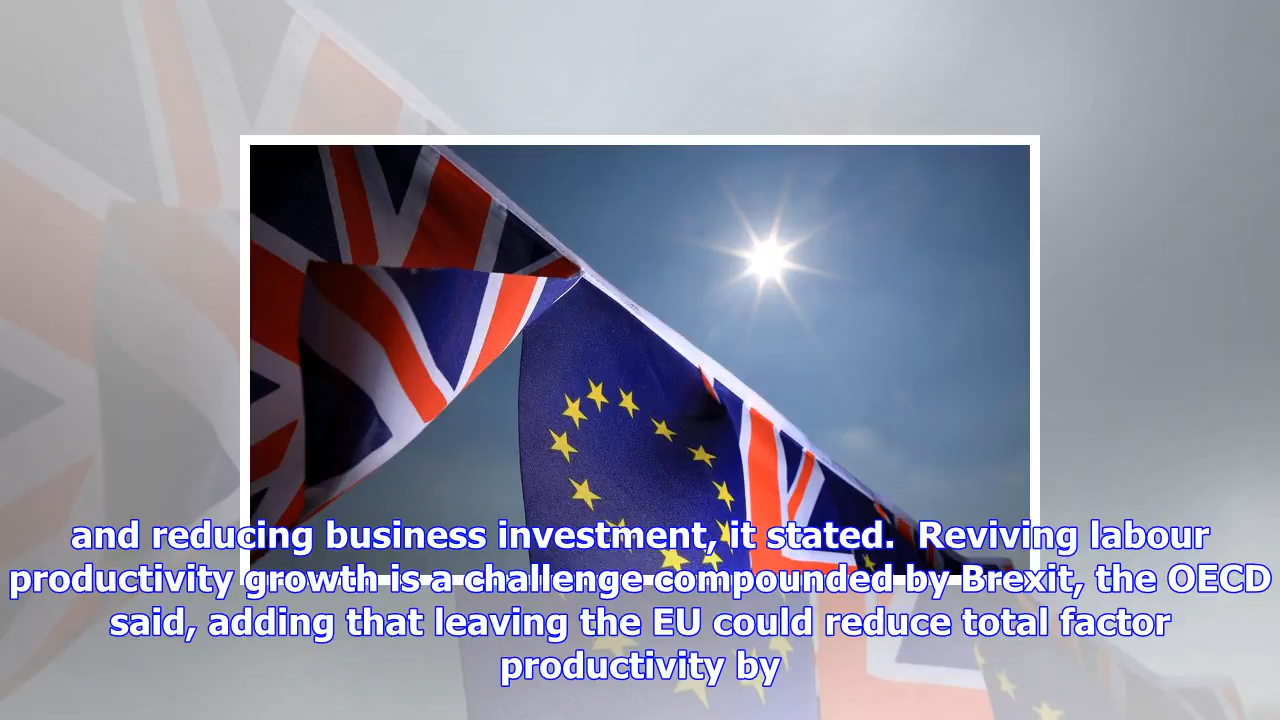 and reducing business investment, it stated.  Reviving labour
productivity growth is a challenge compounded by Brexit, the OECD
said, adding that leaving the EU could reduce total factor
productivity by